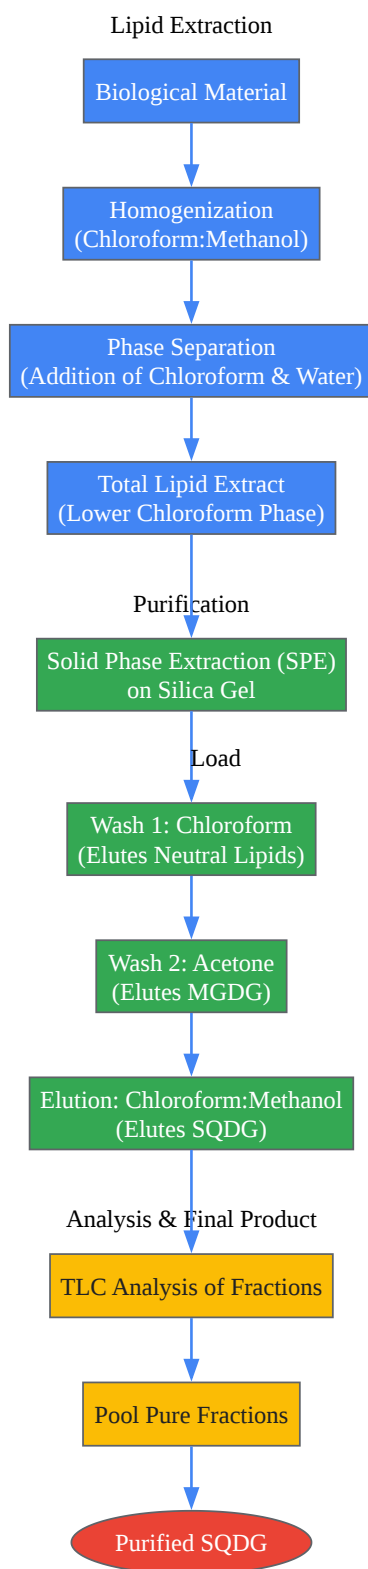 Lipid Extraction
Biological Material
Homogenization
(Chloroform:Methanol)
Phase Separation
(Addition of Chloroform & Water)
Total Lipid Extract
(Lower Chloroform Phase)
Purification
Solid Phase Extraction (SPE)
on Silica Gel
Load
Wash 1: Chloroform
(Elutes Neutral Lipids)
Wash 2: Acetone
(Elutes MGDG)
Elution: Chloroform:Methanol
(Elutes SQDG)
Analysis & Final Product
TLC Analysis of Fractions
Pool Pure Fractions
Purified SQDG